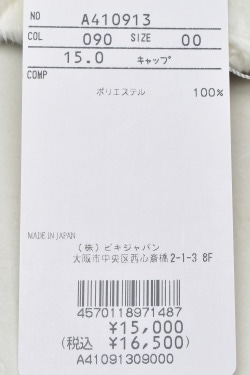 NO A410913
COL 090 SIZE 00
15.0 キャップ
COMP
ポリエステル 100%
MADE IN JAPAN
(株)ビキジャパン
大阪市中央区西心斎橋2-1-3 8F
4570118971487
¥15,000
(税込 ¥16,500)
A41091309000